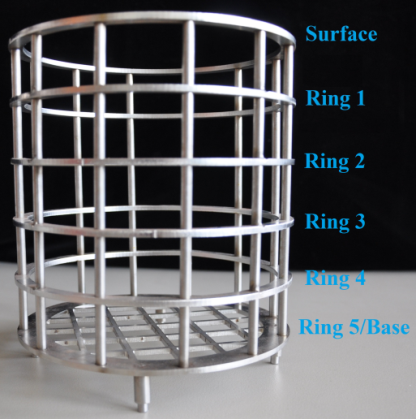 Surface
Ring 1
Ring 2
Ring 3
Ring 4
Ring 5/Base